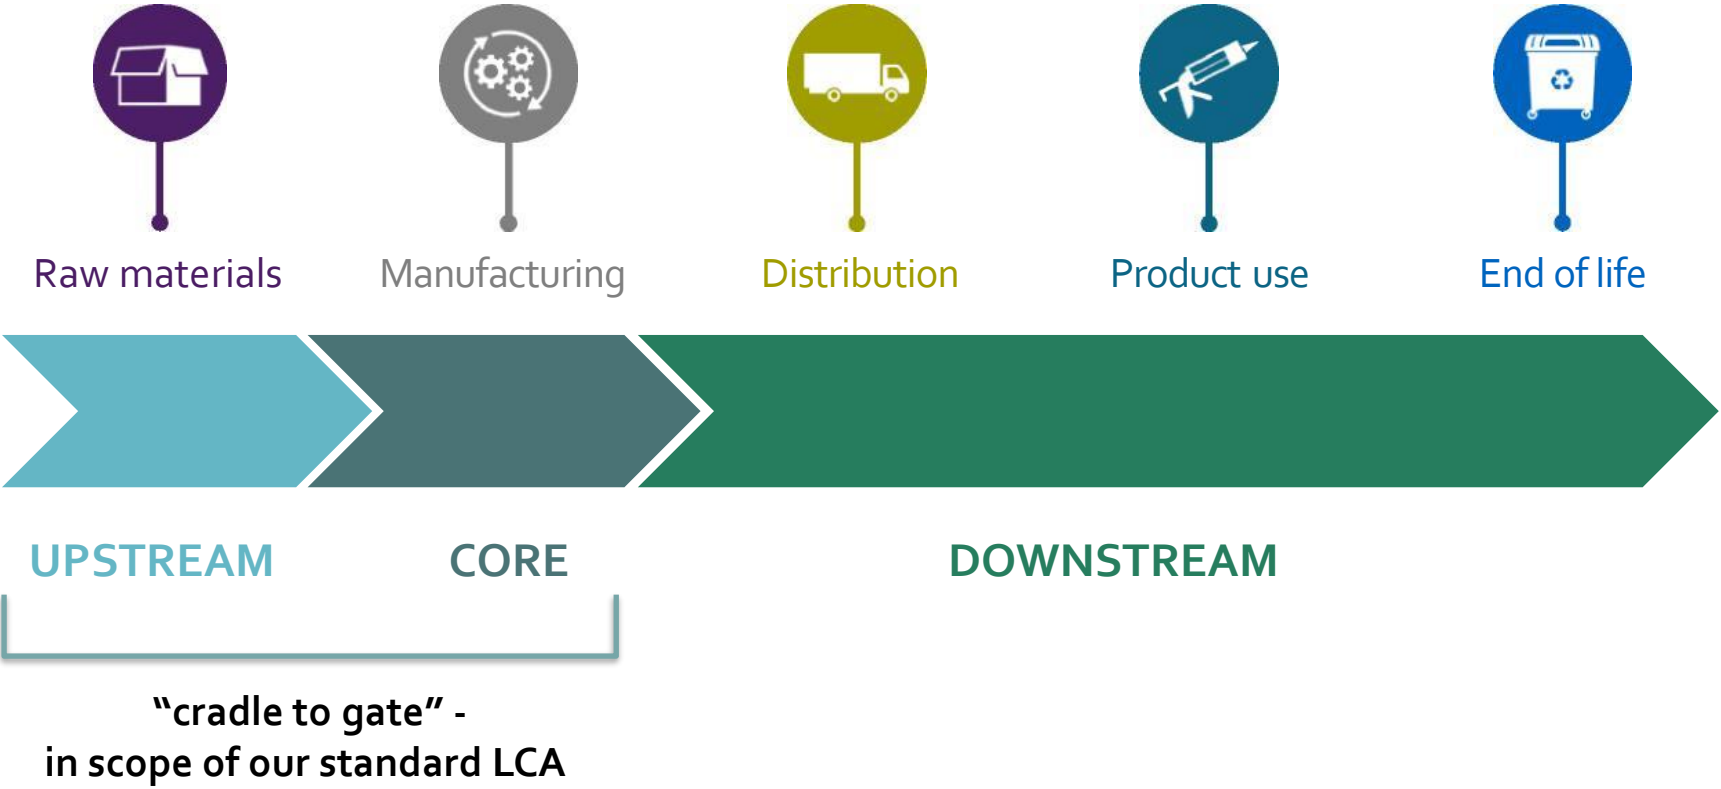 Raw materials
Manufacturing
Distribution
Product use
End of life
UPSTREAM
CORE
DOWNSTREAM
“cradle to gate” -
in scope of our standard LCA